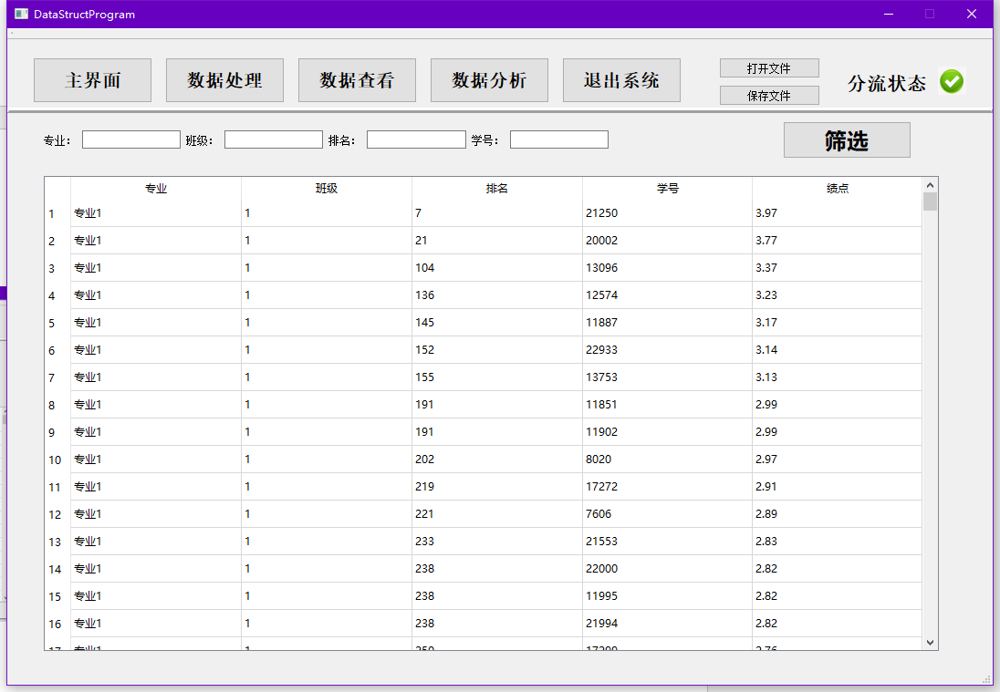 DataStructProgram
主界面 数据处理 数据查看 数据分析 退出系统 打开文件 分流状态
保存文件
专业： 班级： 排名： 学号： 筛选
专业 班级 排名 学号 绩点
1 专业1 1 7 21250 3.97
2 专业1 1 21 20002 3.77
3 专业1 1 104 13096 3.37
4 专业1 1 136 12574 3.23
5 专业1 1 145 11887 3.17
6 专业1 1 152 22933 3.14
7 专业1 1 155 13753 3.13
8 专业1 1 191 11851 2.99
9 专业1 1 191 11902 2.99
10 专业1 1 202 8020 2.97
11 专业1 1 219 17272 2.91
12 专业1 1 221 7606 2.89
13 专业1 1 233 21553 2.83
14 专业1 1 238 22000 2.82
15 专业1 1 238 11995 2.82
16 专业1 1 238 21994 2.82